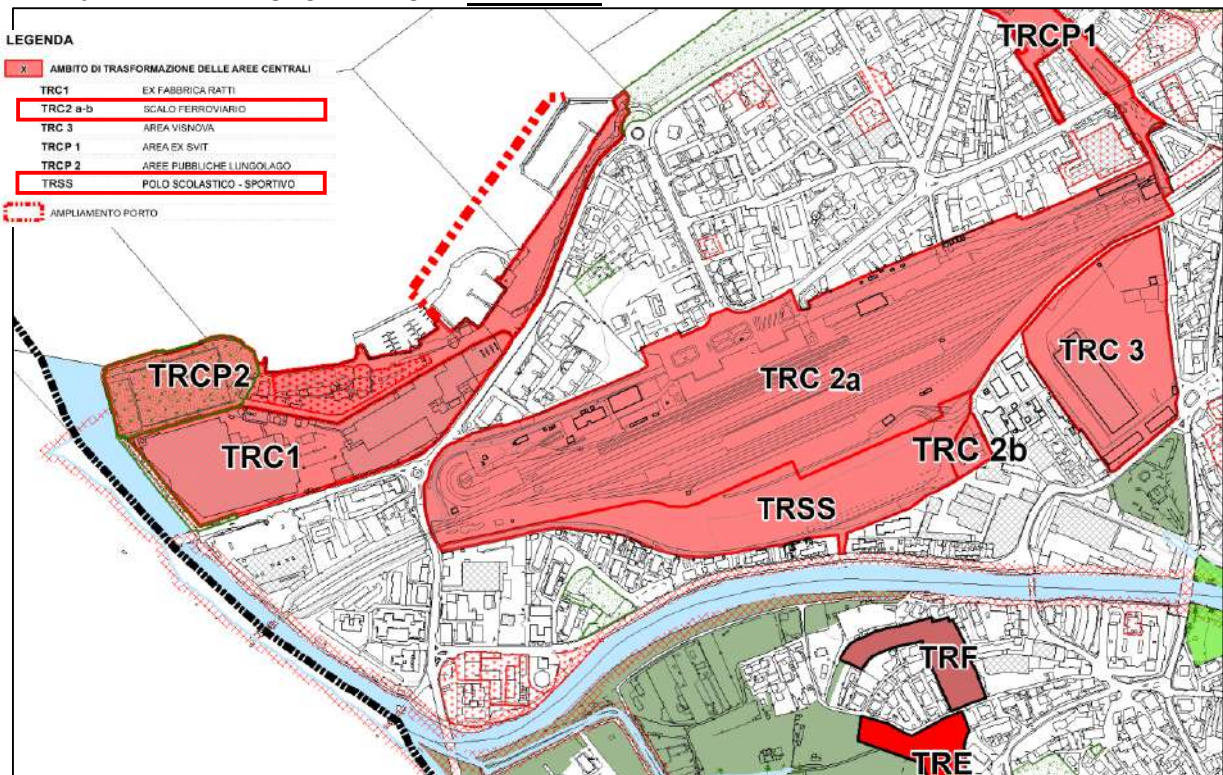 LEGENDA
X AMBITO DI TRASFORMAZIONE DELLE AREE CENTRALI
TRC1 EX FABBRICA RATTI
TRC2 a-b SCALO FERROVIARIO
TRC 3 AREA VISNOVA
TRCP 1 AREA EX SVIT
TRCP 2 AREE PUBBLICHE LUNGOLAGO
TRSS POLO SCOLASTICO - SPORTIVO
AMPLIAMENTO PORTO
TRCP1
TRC 3
TRCP2
TRC 2a
TRC1
TRC 2b
TRSS
TRF
TRE